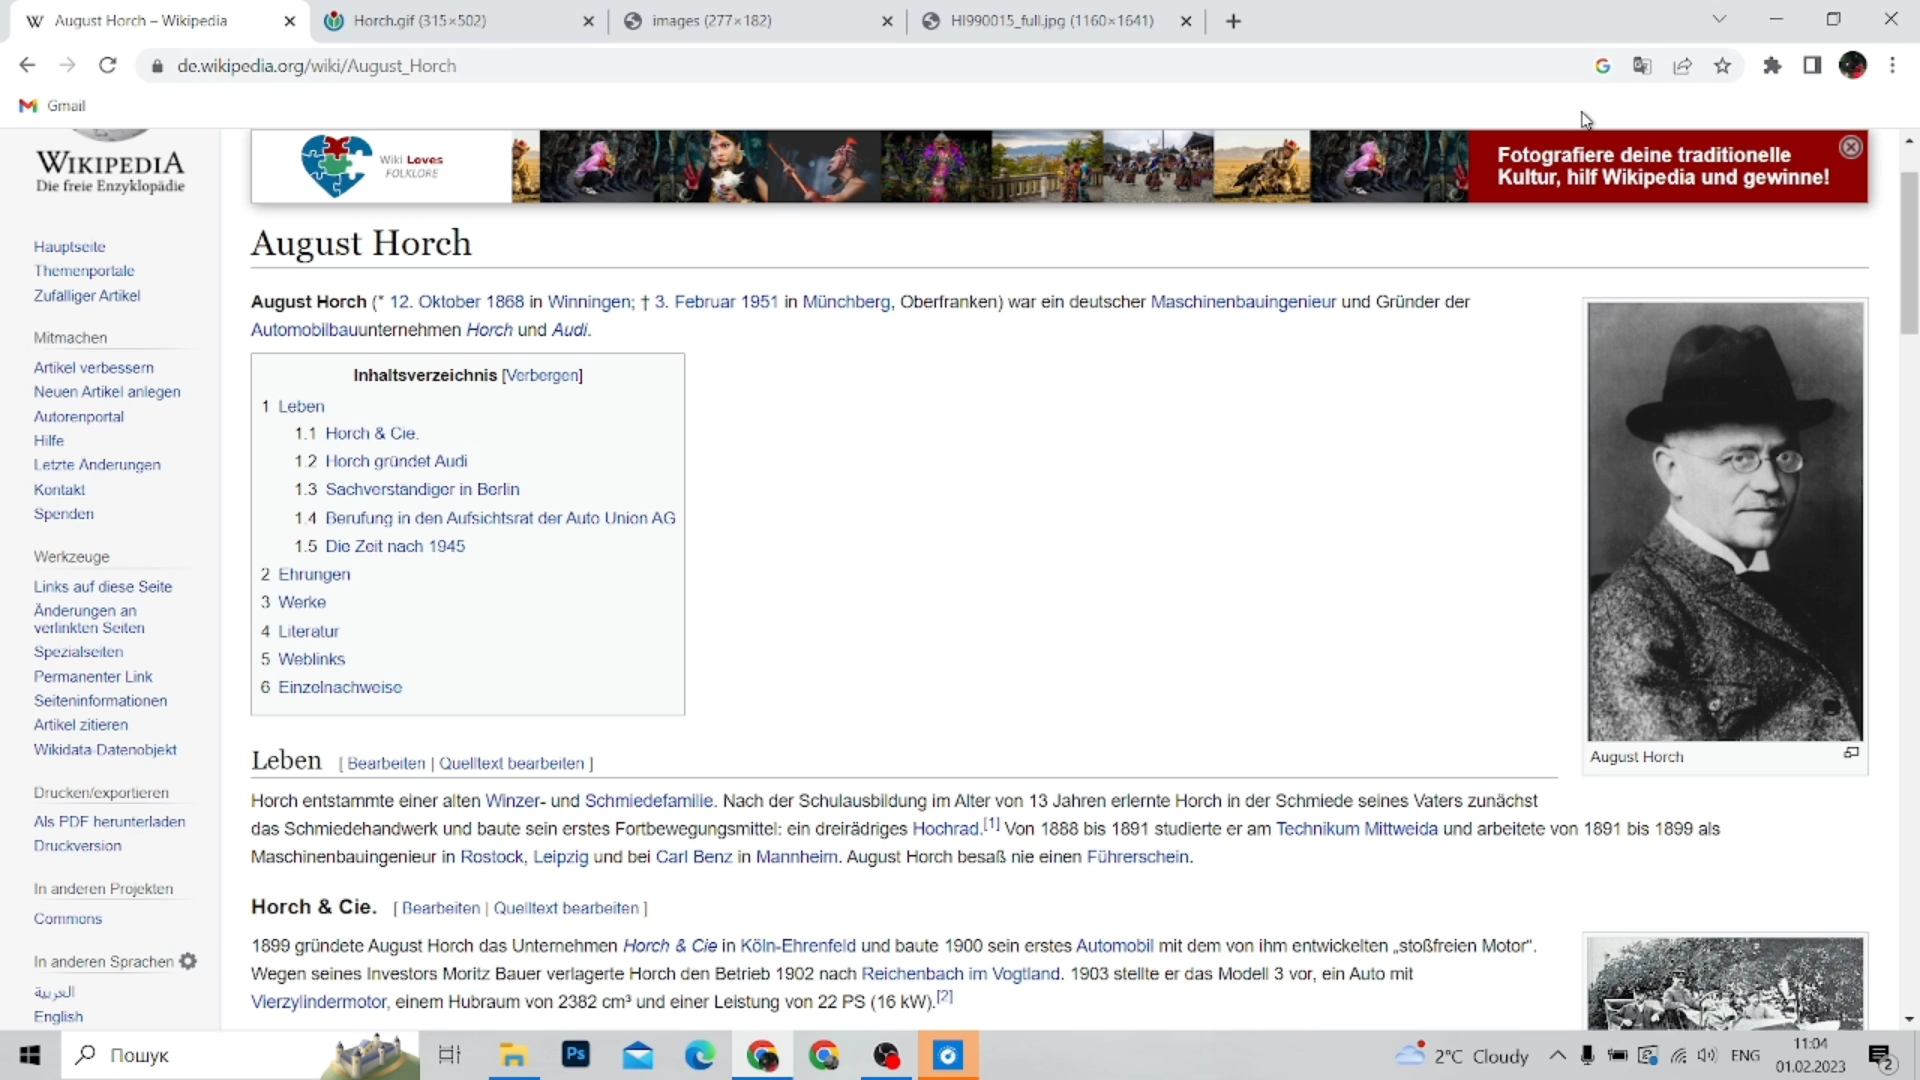 August Horch – Wikipedia
Horch.gif (315×502)
images (277×182)
HI990015_full.jpg (1160×1641)
de.wikipedia.org/wiki//August_Horch
Gmail
WIKIPEDIA
Die freie Enzyklopädie
Hauptseite
Themenportale
Zufälliger Artikel
Mitmachen
Artikel verbessern
Neuen Artikel anlegen
Autorenportal
Hilfe
Letzte Änderungen
Kontakt
Spenden
Werkzeuge
Links auf diese Seite
Änderungen an
verlinkten Seiten
Spezialseiten
Permanenter Link
Seiteninformationen
Artikel zitieren
Wikidata-Datenobjekt
Drucken/exportieren
Als PDF herunterladen
Druckversion
In anderen Projekten
Commons
In anderen Sprachen
العربية
English
Wiki Loves
FOLKLORE
Fotografiere deine traditionelle
Kultur, hilf Wikipedia und gewinne!
August Horch
August Horch (* 12. Oktober 1868 in Winningen; † 3. Februar 1951 in Münchberg, Oberfranken) war ein deutscher Maschinenbauingenieur und Gründer der
Automobilbauunternehmen Horch und Audi.
Inhaltsverzeichnis [Verbergen]
1 Leben
1.1 Horch & Cie.
1.2 Horch gründet Audi
1.3 Sachverständiger in Berlin
1.4 Berufung in den Aufsichtsrat der Auto Union AG
1.5 Die Zeit nach 1945
2 Ehrungen
3 Werke
4 Literatur
5 Weblinks
6 Einzelnachweise
August Horch
Leben [ Bearbeiten | Quelltext bearbeiten ]
Horch entstammte einer alten Winzer- und Schmiedefamilie. Nach der Schulausbildung im Alter von 13 Jahren erlernte Horch in der Schmiede seines Vaters zunächst
das Schmiedehandwerk und baute sein erstes Fortbewegungsmittel: ein dreirädriges Hochrad.[1] Von 1888 bis 1891 studierte er am Technikum Mittweida und arbeitete von 1891 bis 1899 als
Maschinenbauingenieur in Rostock, Leipzig und bei Carl Benz in Mannheim. August Horch besaß nie einen Führerschein.
Horch & Cie. [ Bearbeiten | Quelltext bearbeiten ]
1899 gründete August Horch das Unternehmen Horch & Cie in Köln-Ehrenfeld und baute 1900 sein erstes Automobil mit dem von ihm entwickelten „stoßfreien Motor“.
Wegen seines Investors Moritz Bauer verlagerte Horch den Betrieb 1902 nach Reichenbach im Vogtland. 1903 stellte er das Modell 3 vor, ein Auto mit
Vierzylindermotor, einem Hubraum von 2382 cm³ und einer Leistung von 22 PS (16 kW).[2]
Пошук
Ps
2°C Cloudy
ENG
11:04
01.02.2023
2